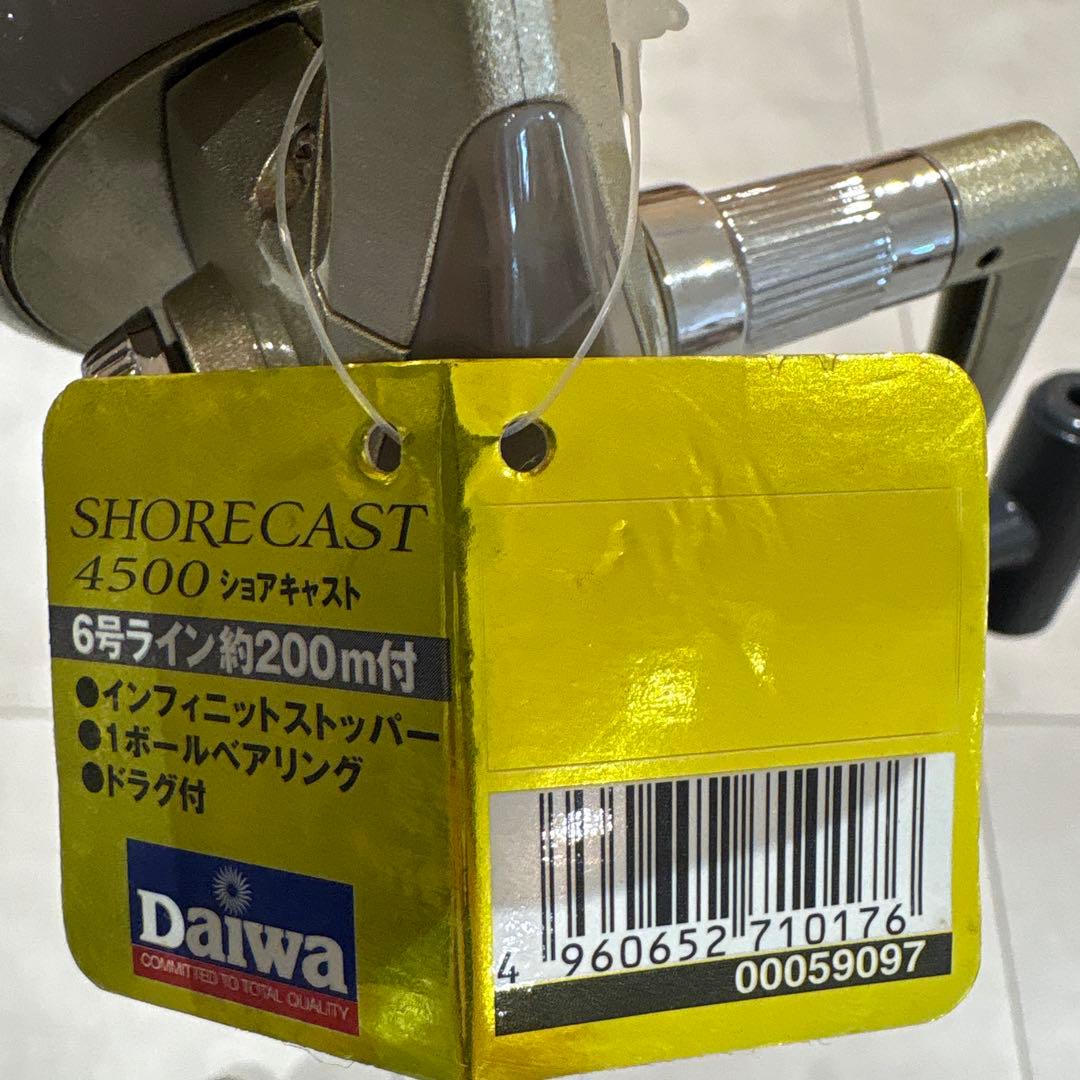 SHORECAST
4500 ショアキャスト
6号ライン約200m付
●インフィニットストッパー
●1ボールベアリング
●ドラグ付
Daiwa
COMMITTED TO TOTAL QUALITY
4 960652 710176
00059097